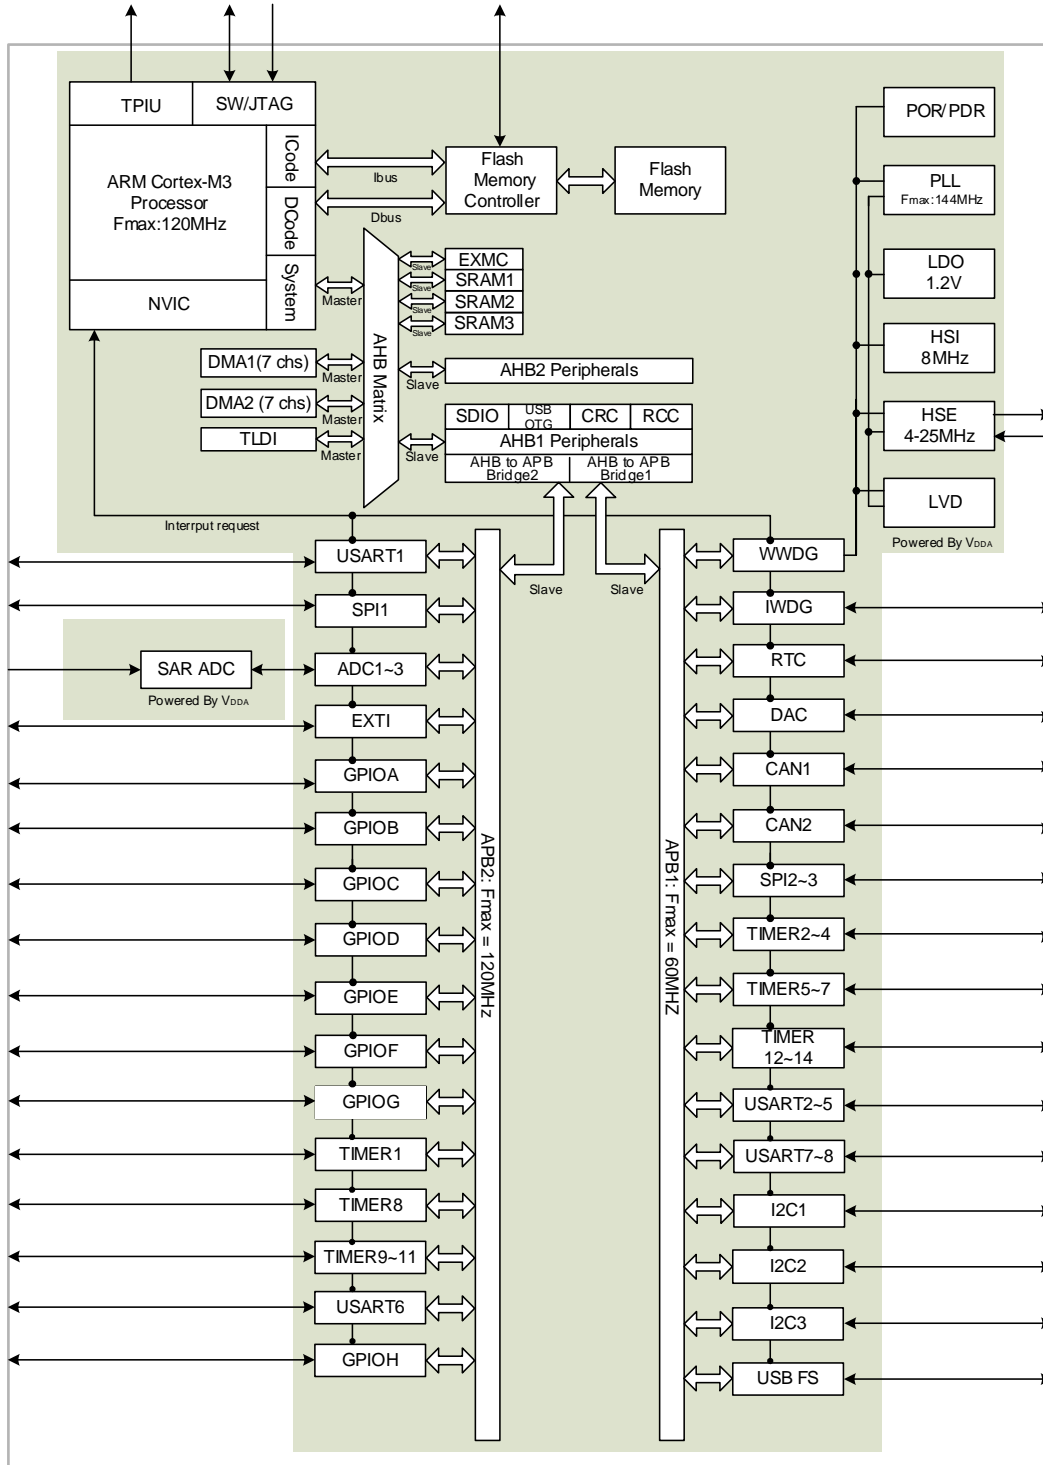 TPIU
SW/JTAG
ARM Cortex-M3
Processor
Fmax:120MHz
ICode
DCode
System
NVIC
Ibus
Dbus
Flash
Memory
Controller
Flash
Memory
POR/PDR
PLL
Fmax:144MHz
LDO
1.2V
HSI
8MHz
HSE
4-25MHz
LVD
Powered By VDDA
Master
AHB Matrix
Slave
EXMC
Slave
SRAM1
Slave
SRAM2
Slave
SRAM3
DMA1(7 chs)
Master
DMA2 (7 chs)
Master
TLDI
Master
Slave
AHB2 Peripherals
SDIO
USB
OTG
CRC
RCC
Slave
AHB1 Peripherals
AHB to APB
Bridge2
AHB to APB
Bridge1
Interrput request
Slave
Slave
USART1
SPI1
SAR ADC
Powered By VDDA
ADC1~3
EXTI
GPIOA
GPIOB
GPIOC
GPIOD
GPIOE
GPIOF
GPIOG
TIMER1
TIMER8
TIMER9~11
USART6
GPIOH
APB2: Fmax = 120MHz
APB1: Fmax = 60MHZ
WWDG
IWDG
RTC
DAC
CAN1
CAN2
SPI2~3
TIMER2~4
TIMER5~7
TIMER
12~14
USART2~5
USART7~8
I2C1
I2C2
I2C3
USB FS